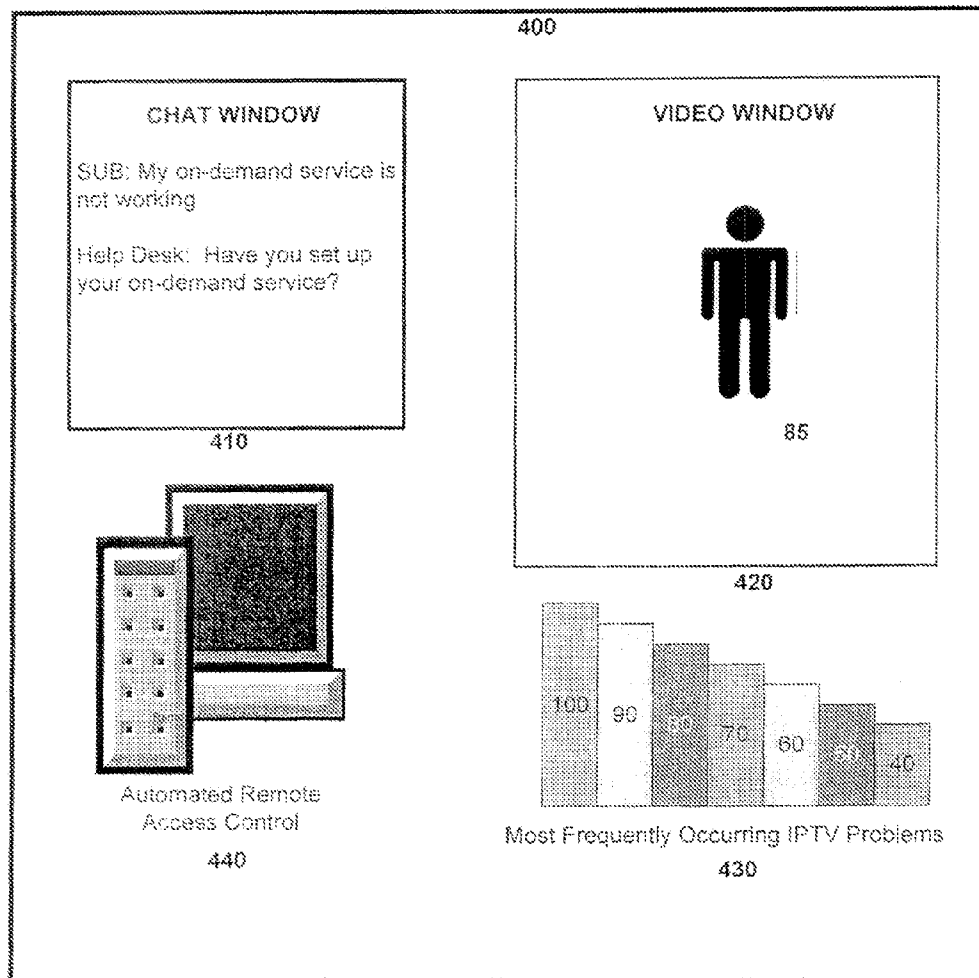 400
CHAT WINDOW
SUB: My on-demand service is
not working
Help Desk: Have you set up
your on-demand service?
410
VIDEO WINDOW
85
420
Automated Remote
Access Control
440
100
90
80
70
60
50
40
Most Frequently Occurring IPTV Problems
430